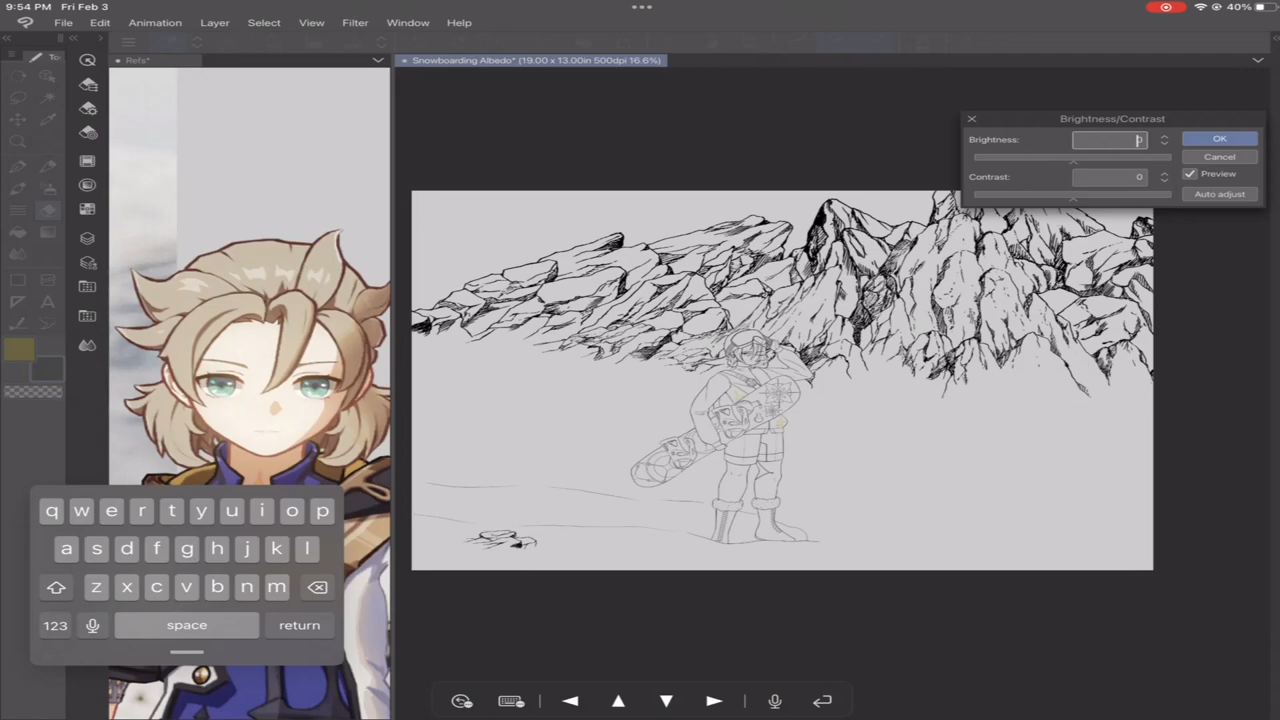 9:54 PM Fri Feb 3
40%
File Edit Animation Layer Select View Filter Window Help
To
Refs*
Snowboarding Albedo* (19.00 x 13.00in 500dpi 16.6%)
Brightness/Contrast
Brightness: 0 OK
Cancel
Contrast: 0 Preview
Auto adjust
q w e r t y u i o p
a s d f g h j k l
z x c v b n m
123 space return